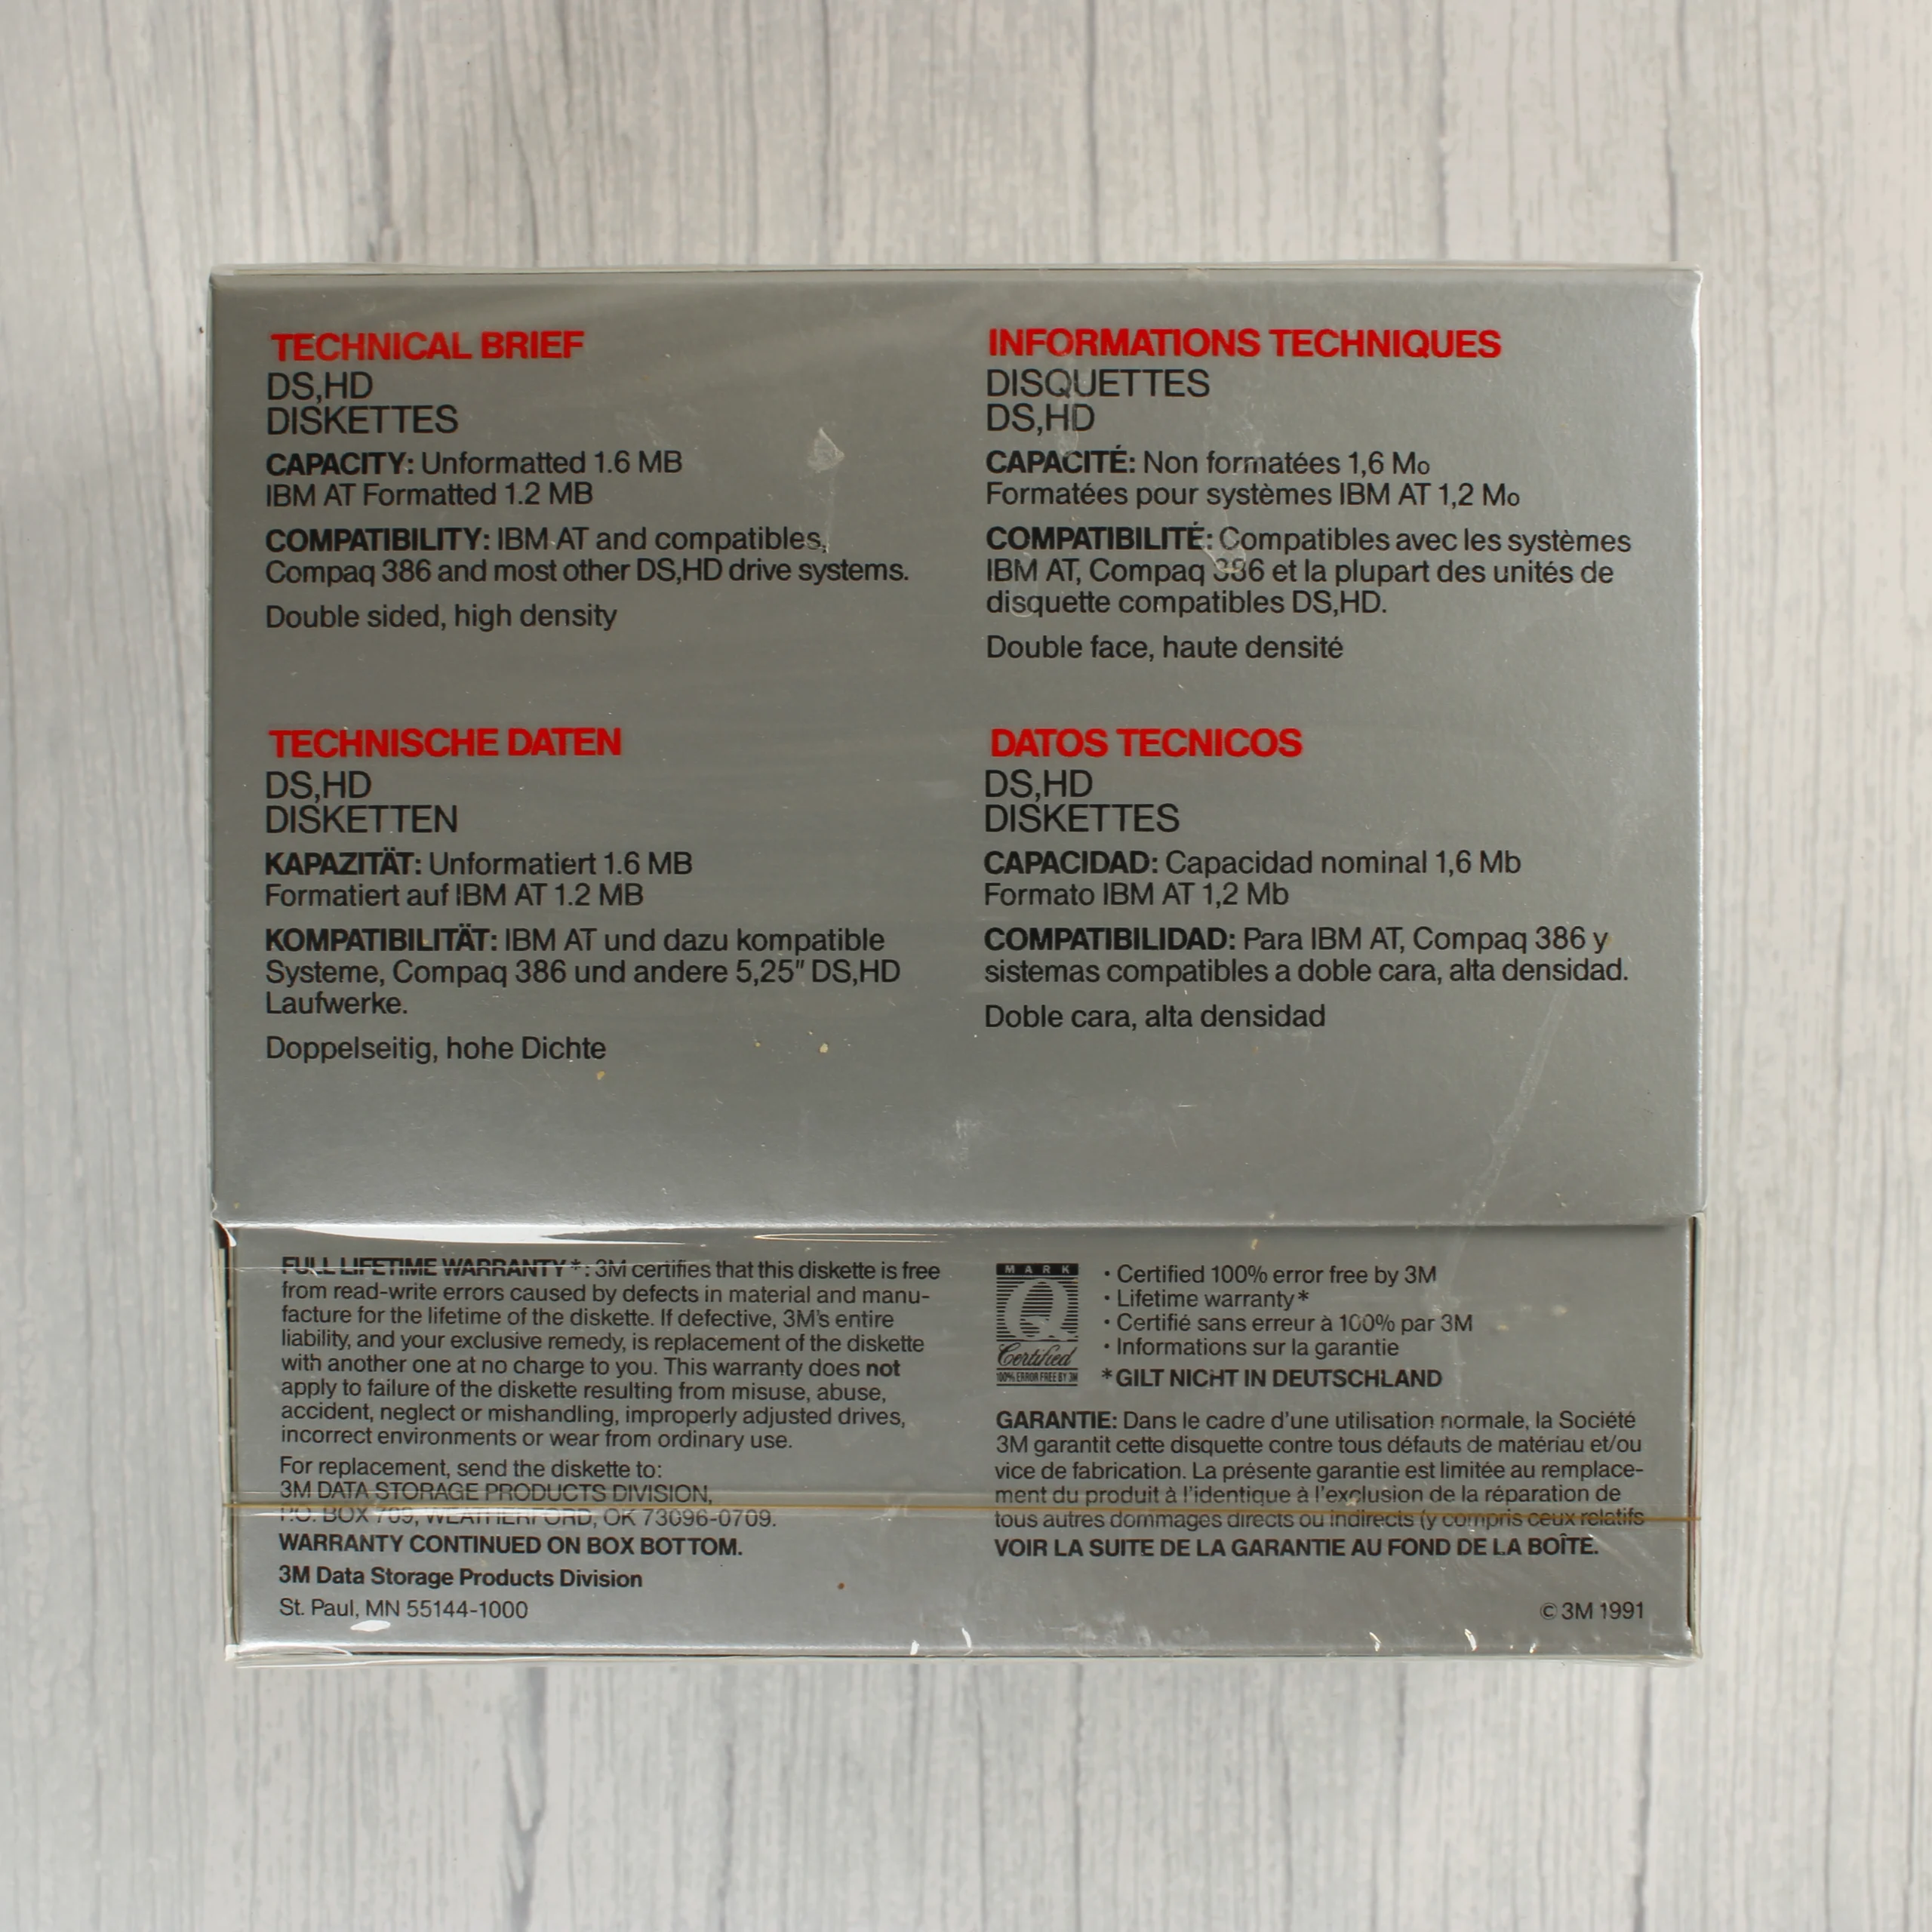 TECHNICAL BRIEF
DS,HD
DISKETTES
CAPACITY: Unformatted 1.6 MB
IBM AT Formatted 1.2 MB
COMPATIBILITY: IBM AT and compatibles,
Compaq 386 and most other DS,HD drive systems.
Double sided, high density
INFORMATIONS TECHNIQUES
DISQUETTES
DS,HD
CAPACITÉ: Non formatées 1,6 Mo
Formatées pour systèmes IBM AT 1,2 Mo
COMPATIBILITÉ: Compatibles avec les systèmes
IBM AT, Compaq 386 et la plupart des unités de
disquette compatibles DS,HD.
Double face, haute densité
TECHNISCHE DATEN
DS,HD
DISKETTEN
KAPAZITÄT: Unformatiert 1.6 MB
Formatiert auf IBM AT 1.2 MB
KOMPATIBILITÄT: IBM AT und dazu kompatible
Systeme, Compaq 386 und andere 5,25" DS,HD
Laufwerke.
Doppelseitig, hohe Dichte
DATOS TECNICOS
DS,HD
DISKETTES
CAPACIDAD: Capacidad nominal 1,6 Mb
Formato IBM AT 1,2 Mb
COMPATIBILIDAD: Para IBM AT, Compaq 386 y
sistemas compatibles a doble cara, alta densidad.
Doble cara, alta densidad
FULL LIFETIME WARRANTY*: 3M certifies that this diskette is free
from read-write errors caused by defects in material and manu-
facture for the lifetime of the diskette. If defective, 3M's entire
liability, and your exclusive remedy, is replacement of the diskette
with another one at no charge to you. This warranty does not
apply to failure of the diskette resulting from misuse, abuse,
accident, neglect or mishandling, improperly adjusted drives,
incorrect environments or wear from ordinary use.
For replacement, send the diskette to:
3M DATA STORAGE PRODUCTS DIVISION,
P.O. BOX 709, WEATHERFORD, OK 73096-0709.
WARRANTY CONTINUED ON BOX BOTTOM.
3M Data Storage Products Division
St. Paul, MN 55144-1000
MARK
Q
Certified
100% ERROR FREE BY 3M
• Certified 100% error free by 3M
• Lifetime warranty*
• Certifié sans erreur à 100% par 3M
• Informations sur la garantie
*GILT NICHT IN DEUTSCHLAND
GARANTIE: Dans le cadre d'une utilisation normale, la Société
3M garantit cette disquette contre tous défauts de matériau et/ou
vice de fabrication. La présente garantie est limitée au remplace-
ment du produit à l'identique à l'exclusion de la réparation de
tous autres dommages directs ou indirects (y compris ceux relatifs
VOIR LA SUITE DE LA GARANTIE AU FOND DE LA BOÎTE.
© 3M 1991